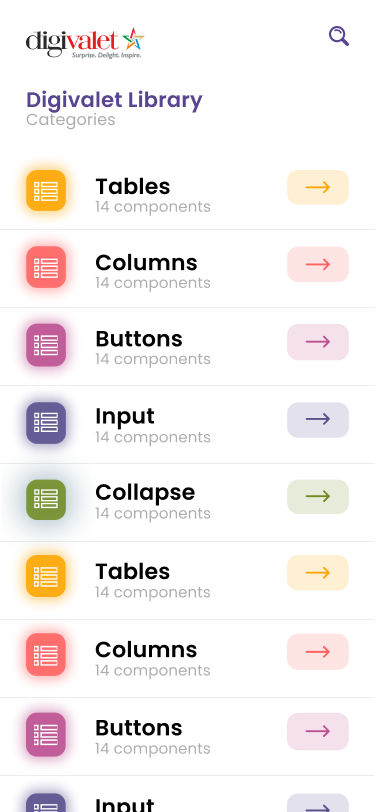 digivalet
Surprise. Delight. Inspire.
Digivalet Library
Categories
Tables
14 components
Columns
14 components
Buttons
14 components
Input
14 components
Collapse
14 components
Tables
14 components
Columns
14 components
Buttons
14 components
Input